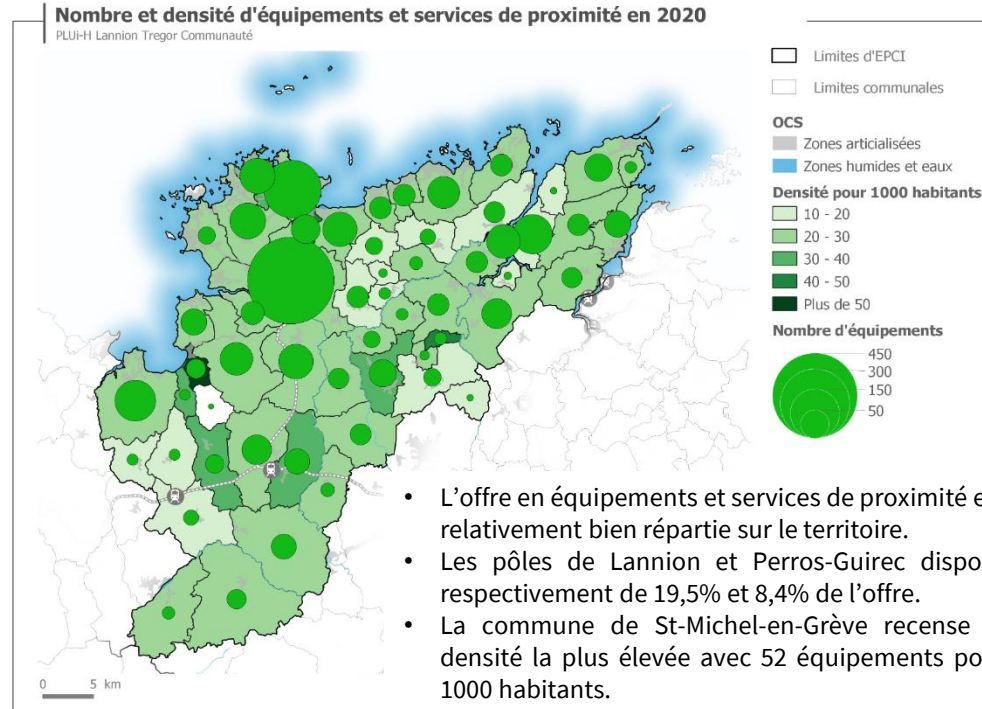 Nombre et densité d'équipements et services de proximité en 2020
PLUi-H Lannion Tregor Communauté
Limites d'EPCI
Limites communales
OCS
Zones articialisées
Zones humides et eaux
Densité pour 1000 habitants
10 - 20
20 - 30
30 - 40
40 - 50
Plus de 50
Nombre d'équipements
450
300
150
50
• L'offre en équipements et services de proximité e
relativement bien répartie sur le territoire.
• Les pôles de Lannion et Perros-Guirec dispo
respectivement de 19,5% et 8,4% de l'offre.
• La commune de St-Michel-en-Grève recense
densité la plus élevée avec 52 équipements po
1000 habitants.
0 5 km